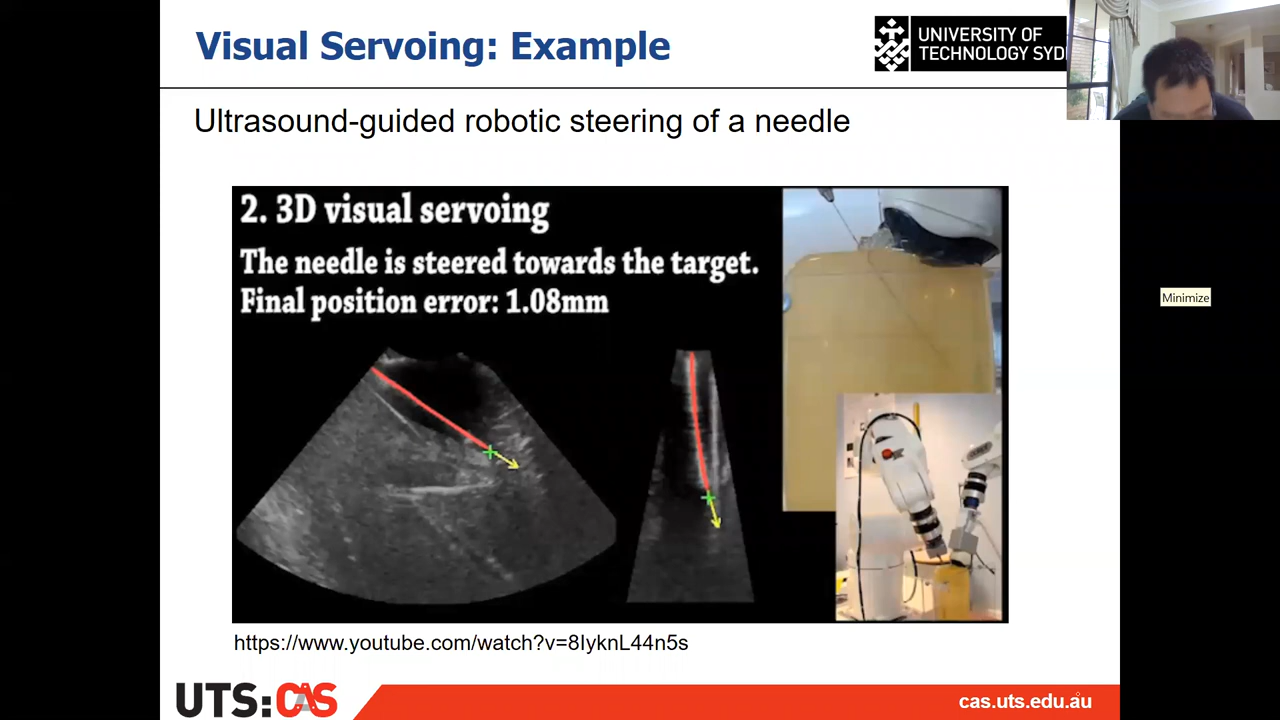 Visual Servoing: Example
UNIVERSITY OF
TECHNOLOGY SYD
Ultrasound-guided robotic steering of a needle
2. 3D visual servoing
The needle is steered towards the target.
Final position error: 1.08mm
Minimize
https://www.youtube.com/watch?v=8IyknL44n5s
UTS:CAS
cas.uts.edu.au